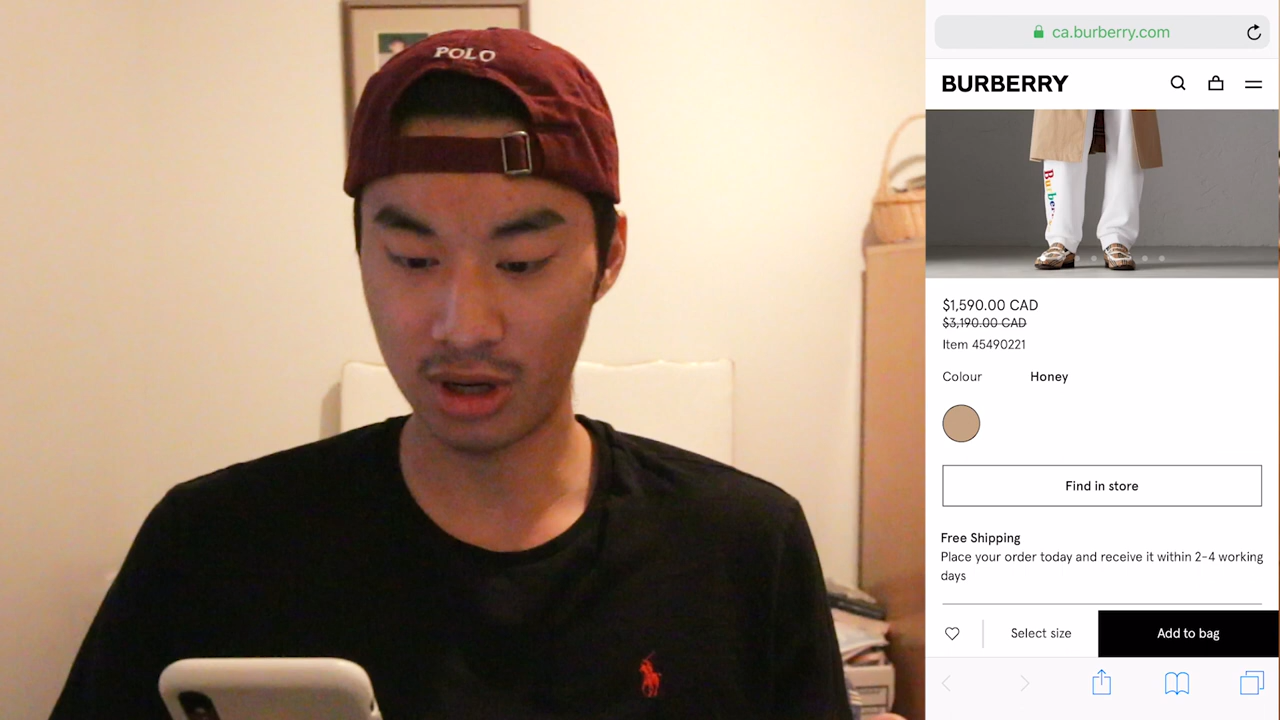 POLO
ca.burberry.com
BURBERRY
Burberry
$1,590.00 CAD
$3,190.00 CAD
Item 45490221
Colour Honey
Find in store
Free Shipping
Place your order today and receive it within 2-4 working
days
Select size
Add to bag